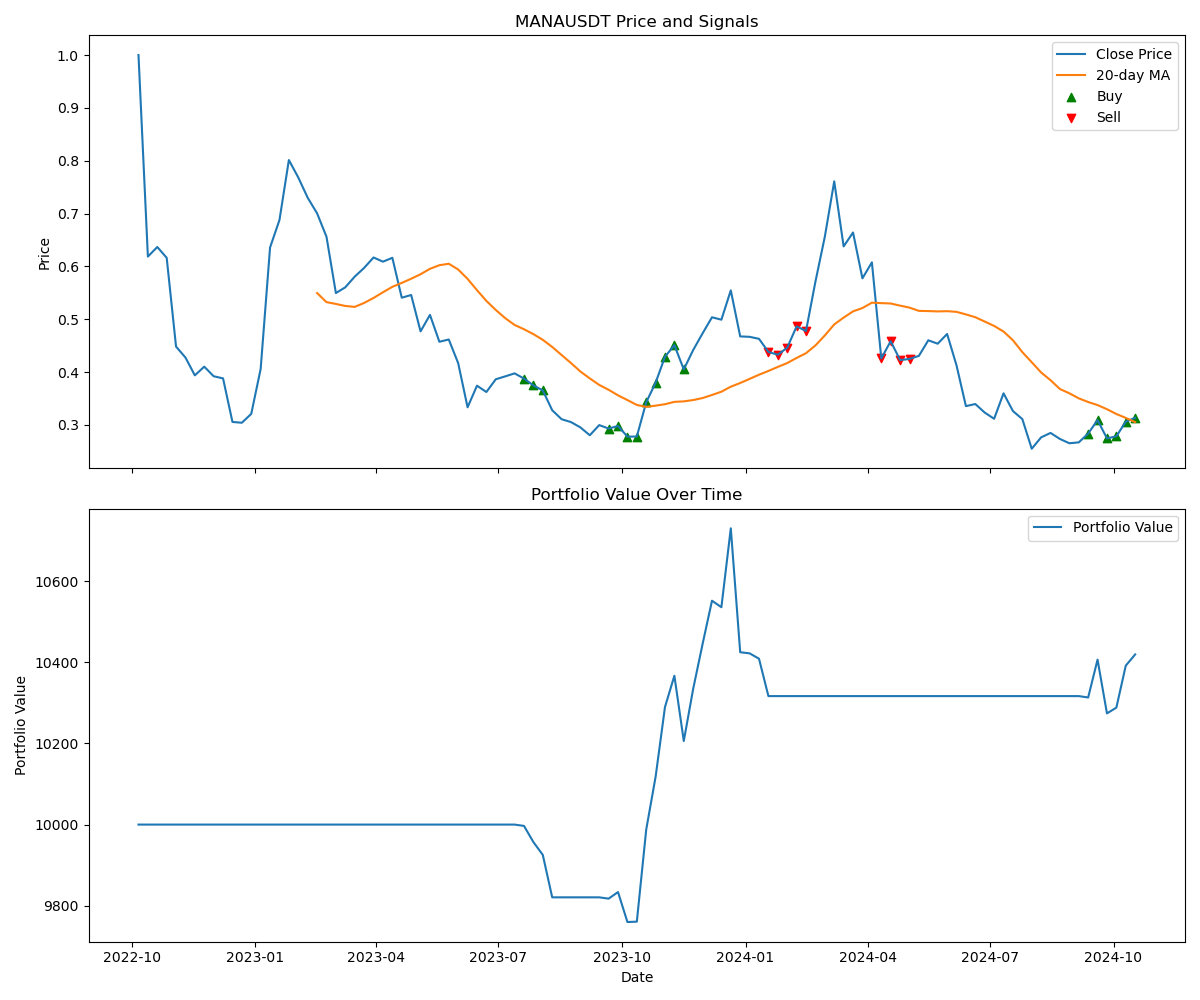 MANAUSDT Price and Signals
Close Price
20-day MA
Buy
Sell
Price
1.0
0.9
0.8
0.7
0.6
0.5
0.4
0.3
Portfolio Value Over Time
Portfolio Value
Portfolio Value
10600
10400
10200
10000
9800
2022-10
2023-01
2023-04
2023-07
2023-10
2024-01
2024-04
2024-07
2024-10
Date